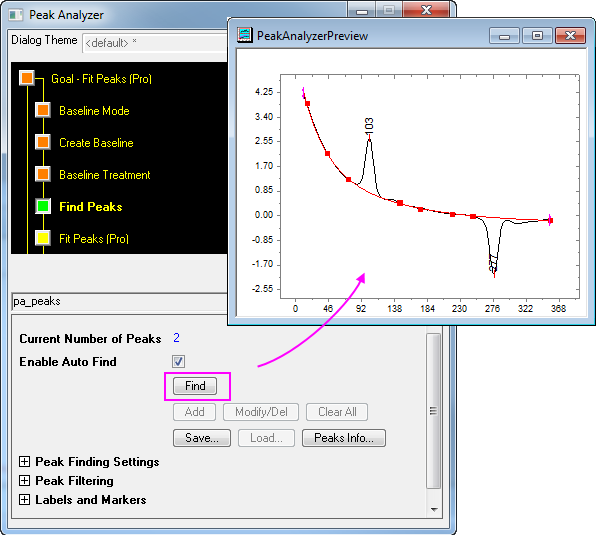 Peak Analyzer
Dialog Theme <default> *
Goal - Fit Peaks (Pro)
Baseline Mode
Create Baseline
Baseline Treatment
Find Peaks
Fit Peaks (Pro)
PeakAnalyzerPreview
4.25
3.40
2.55
1.70
0.85
0.00
-0.85
-1.70
-2.55
0 46 92 138 184 230 276 322 368
103
pa_peaks
Current Number of Peaks 2
Enable Auto Find
Find
Add Modify/Del Clear All
Save... Load... Peaks Info...
Peak Finding Settings
Peak Filtering
Labels and Markers